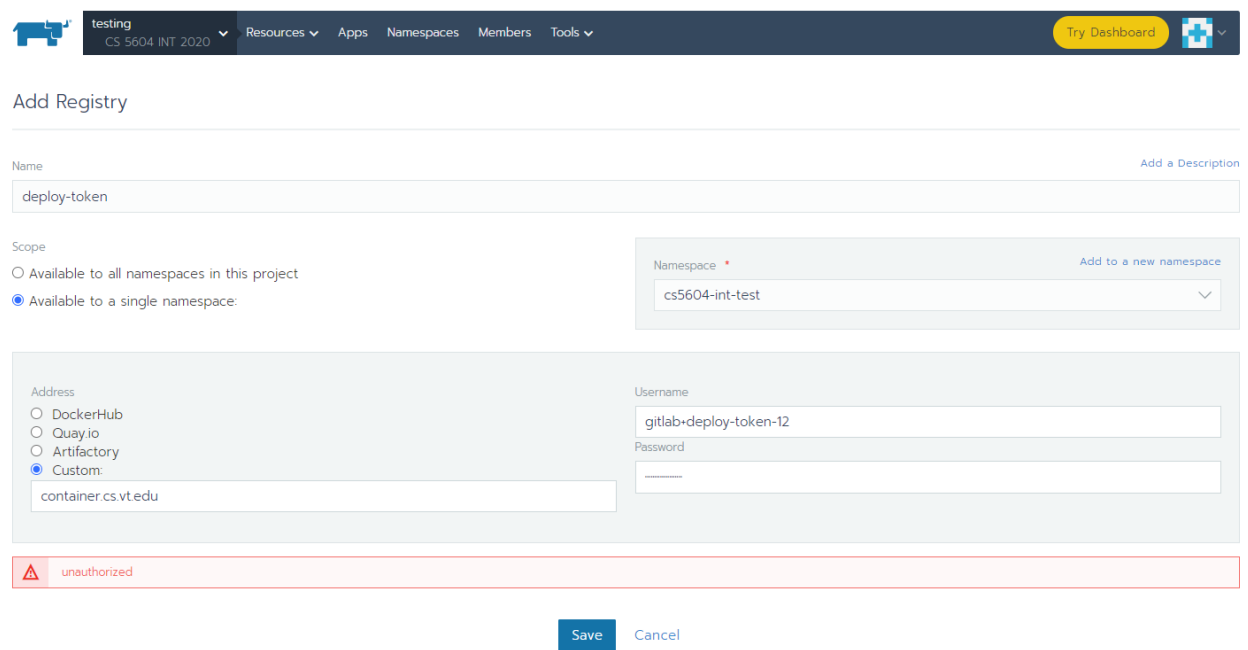 testing
CS 5604 INT 2020
Resources Apps Namespaces Members Tools
Try Dashboard
Add Registry
Name
Add a Description
deploy-token
Scope
Available to all namespaces in this project
Available to a single namespace:
Namespace *
Add to a new namespace
cs5604-int-test
Address
DockerHub
Quay.io
Artifactory
Custom:
container.cs.vt.edu
Username
gitlab+deploy-token-12
Password
unauthorized
Save Cancel